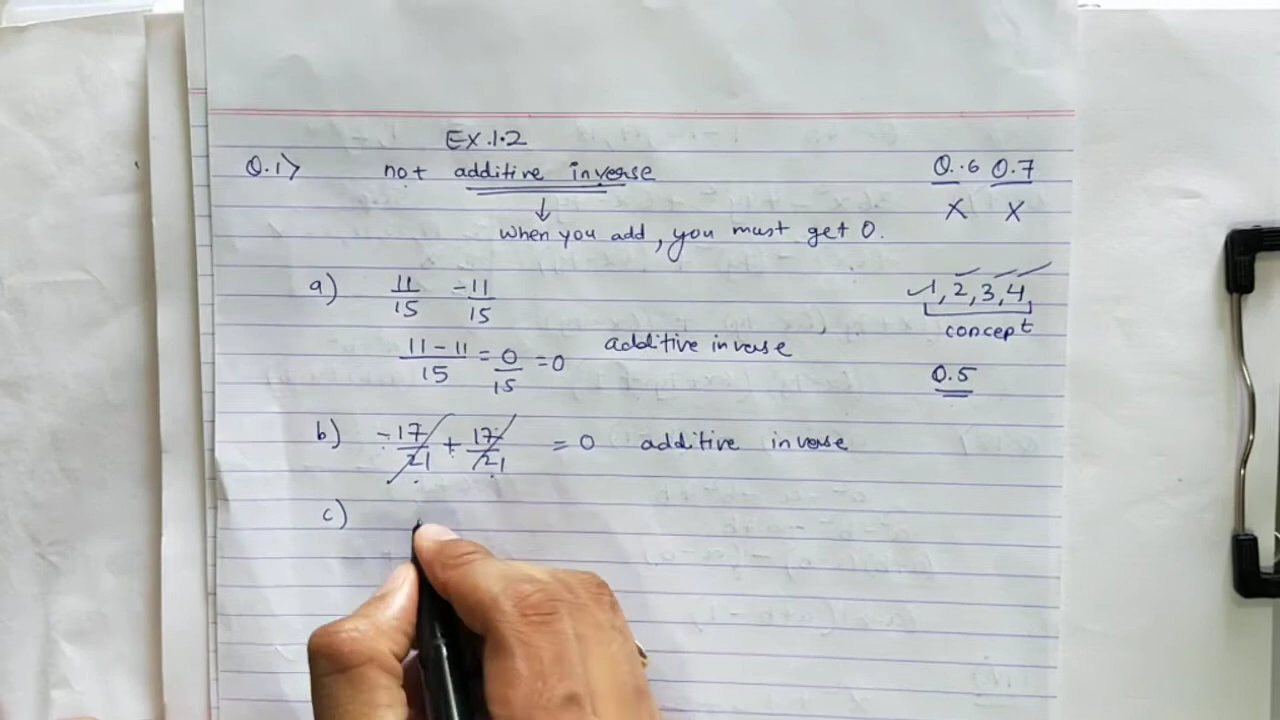 Ex.1.2
Q.1> not additive inverse
Q.6 Q.7
↓
X X
when you add, you must get 0.
a) 11/15 -11/15
✓1, 2, 3, 4
concept
11-11/15 = 0/15 = 0 additive inverse
Q.5
b) -17/21 + 17/21 = 0 additive inverse
c)